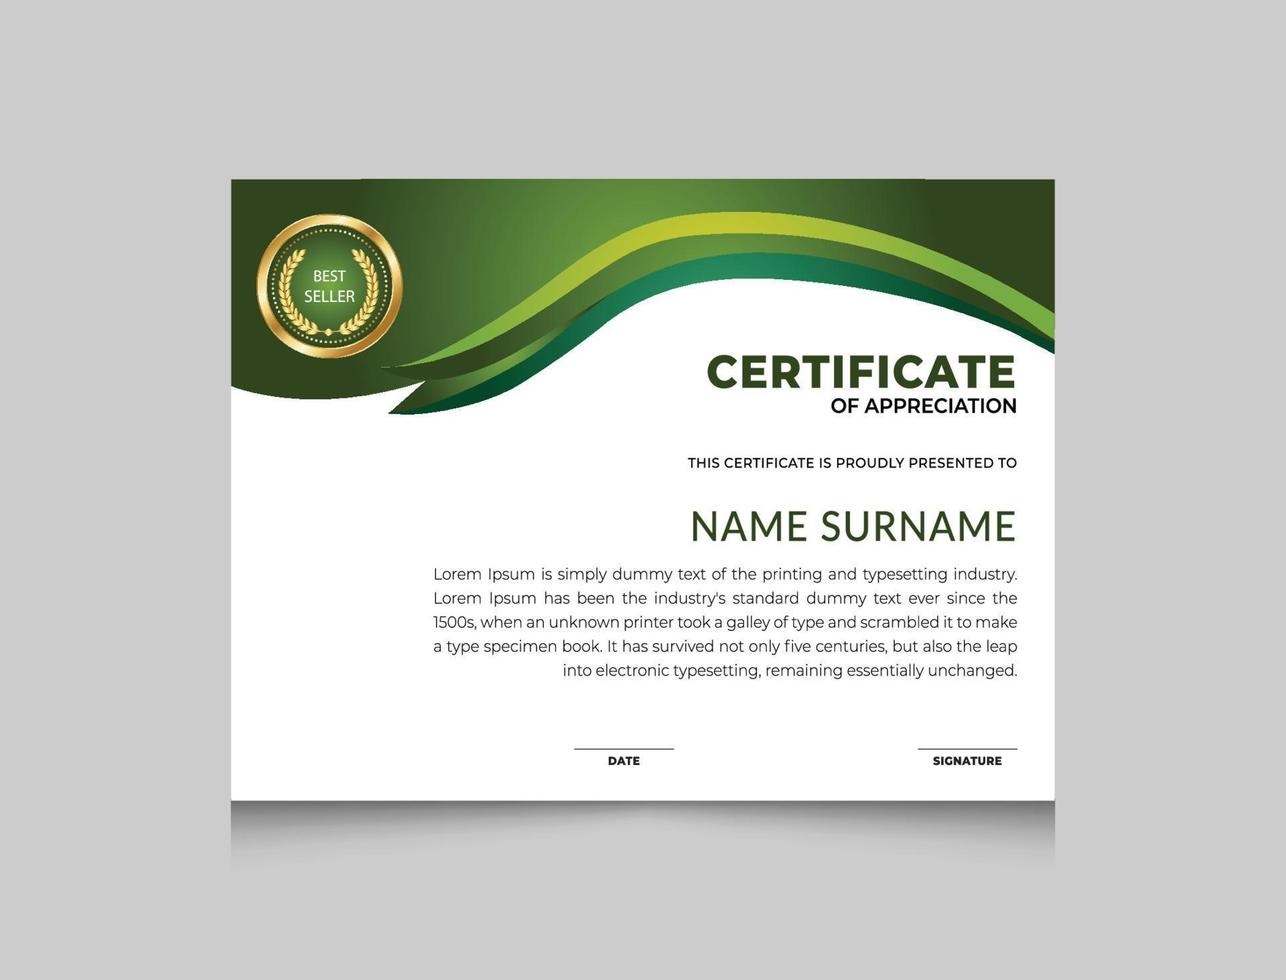 BEST
SELLER
CERTIFICATE
OF APPRECIATION
THIS CERTIFICATE IS PROUDLY PRESENTED TO
NAME SURNAME
Lorem Ipsum is simply dummy text of the printing and typesetting industry.
Lorem Ipsum has been the industry's standard dummy text ever since the
1500s, when an unknown printer took a galley of type and scrambled it to make
a type specimen book. It has survived not only five centuries, but also the leap
into electronic typesetting, remaining essentially unchanged.
DATE
SIGNATURE